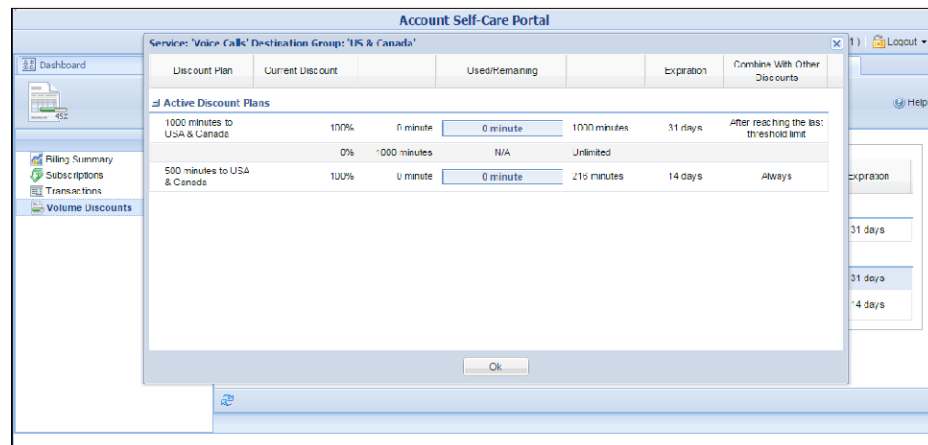 Account Self-Care Portal
Service: 'Voice Calls' Destination Group: 'US & Canada'
1 ) Logout
Dashboard
Discount Plan Current Discount Used/Remaining Expiration Combine With Other
Discounts
Help
Active Discount Plans
1000 minutes to
USA & Canada 100% 0 minute 0 minute 1000 minutes 31 days After reaching the last
threshold limit
0% 1000 minutes N/A Unlimited
500 minutes to USA
& Canada 100% 0 minute 0 minute 216 minutes 14 days Always
Billing Summary
Subscriptions
Transactions
Volume Discounts
Expiration
31 days
31 days
14 days
Ok